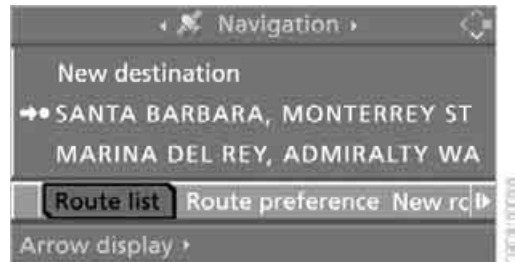 Navigation
New destination
SANTA BARBARA, MONTERREY ST
MARINA DEL REY, ADMIRALTY WA
Route list Route preference New rc
Arrow display